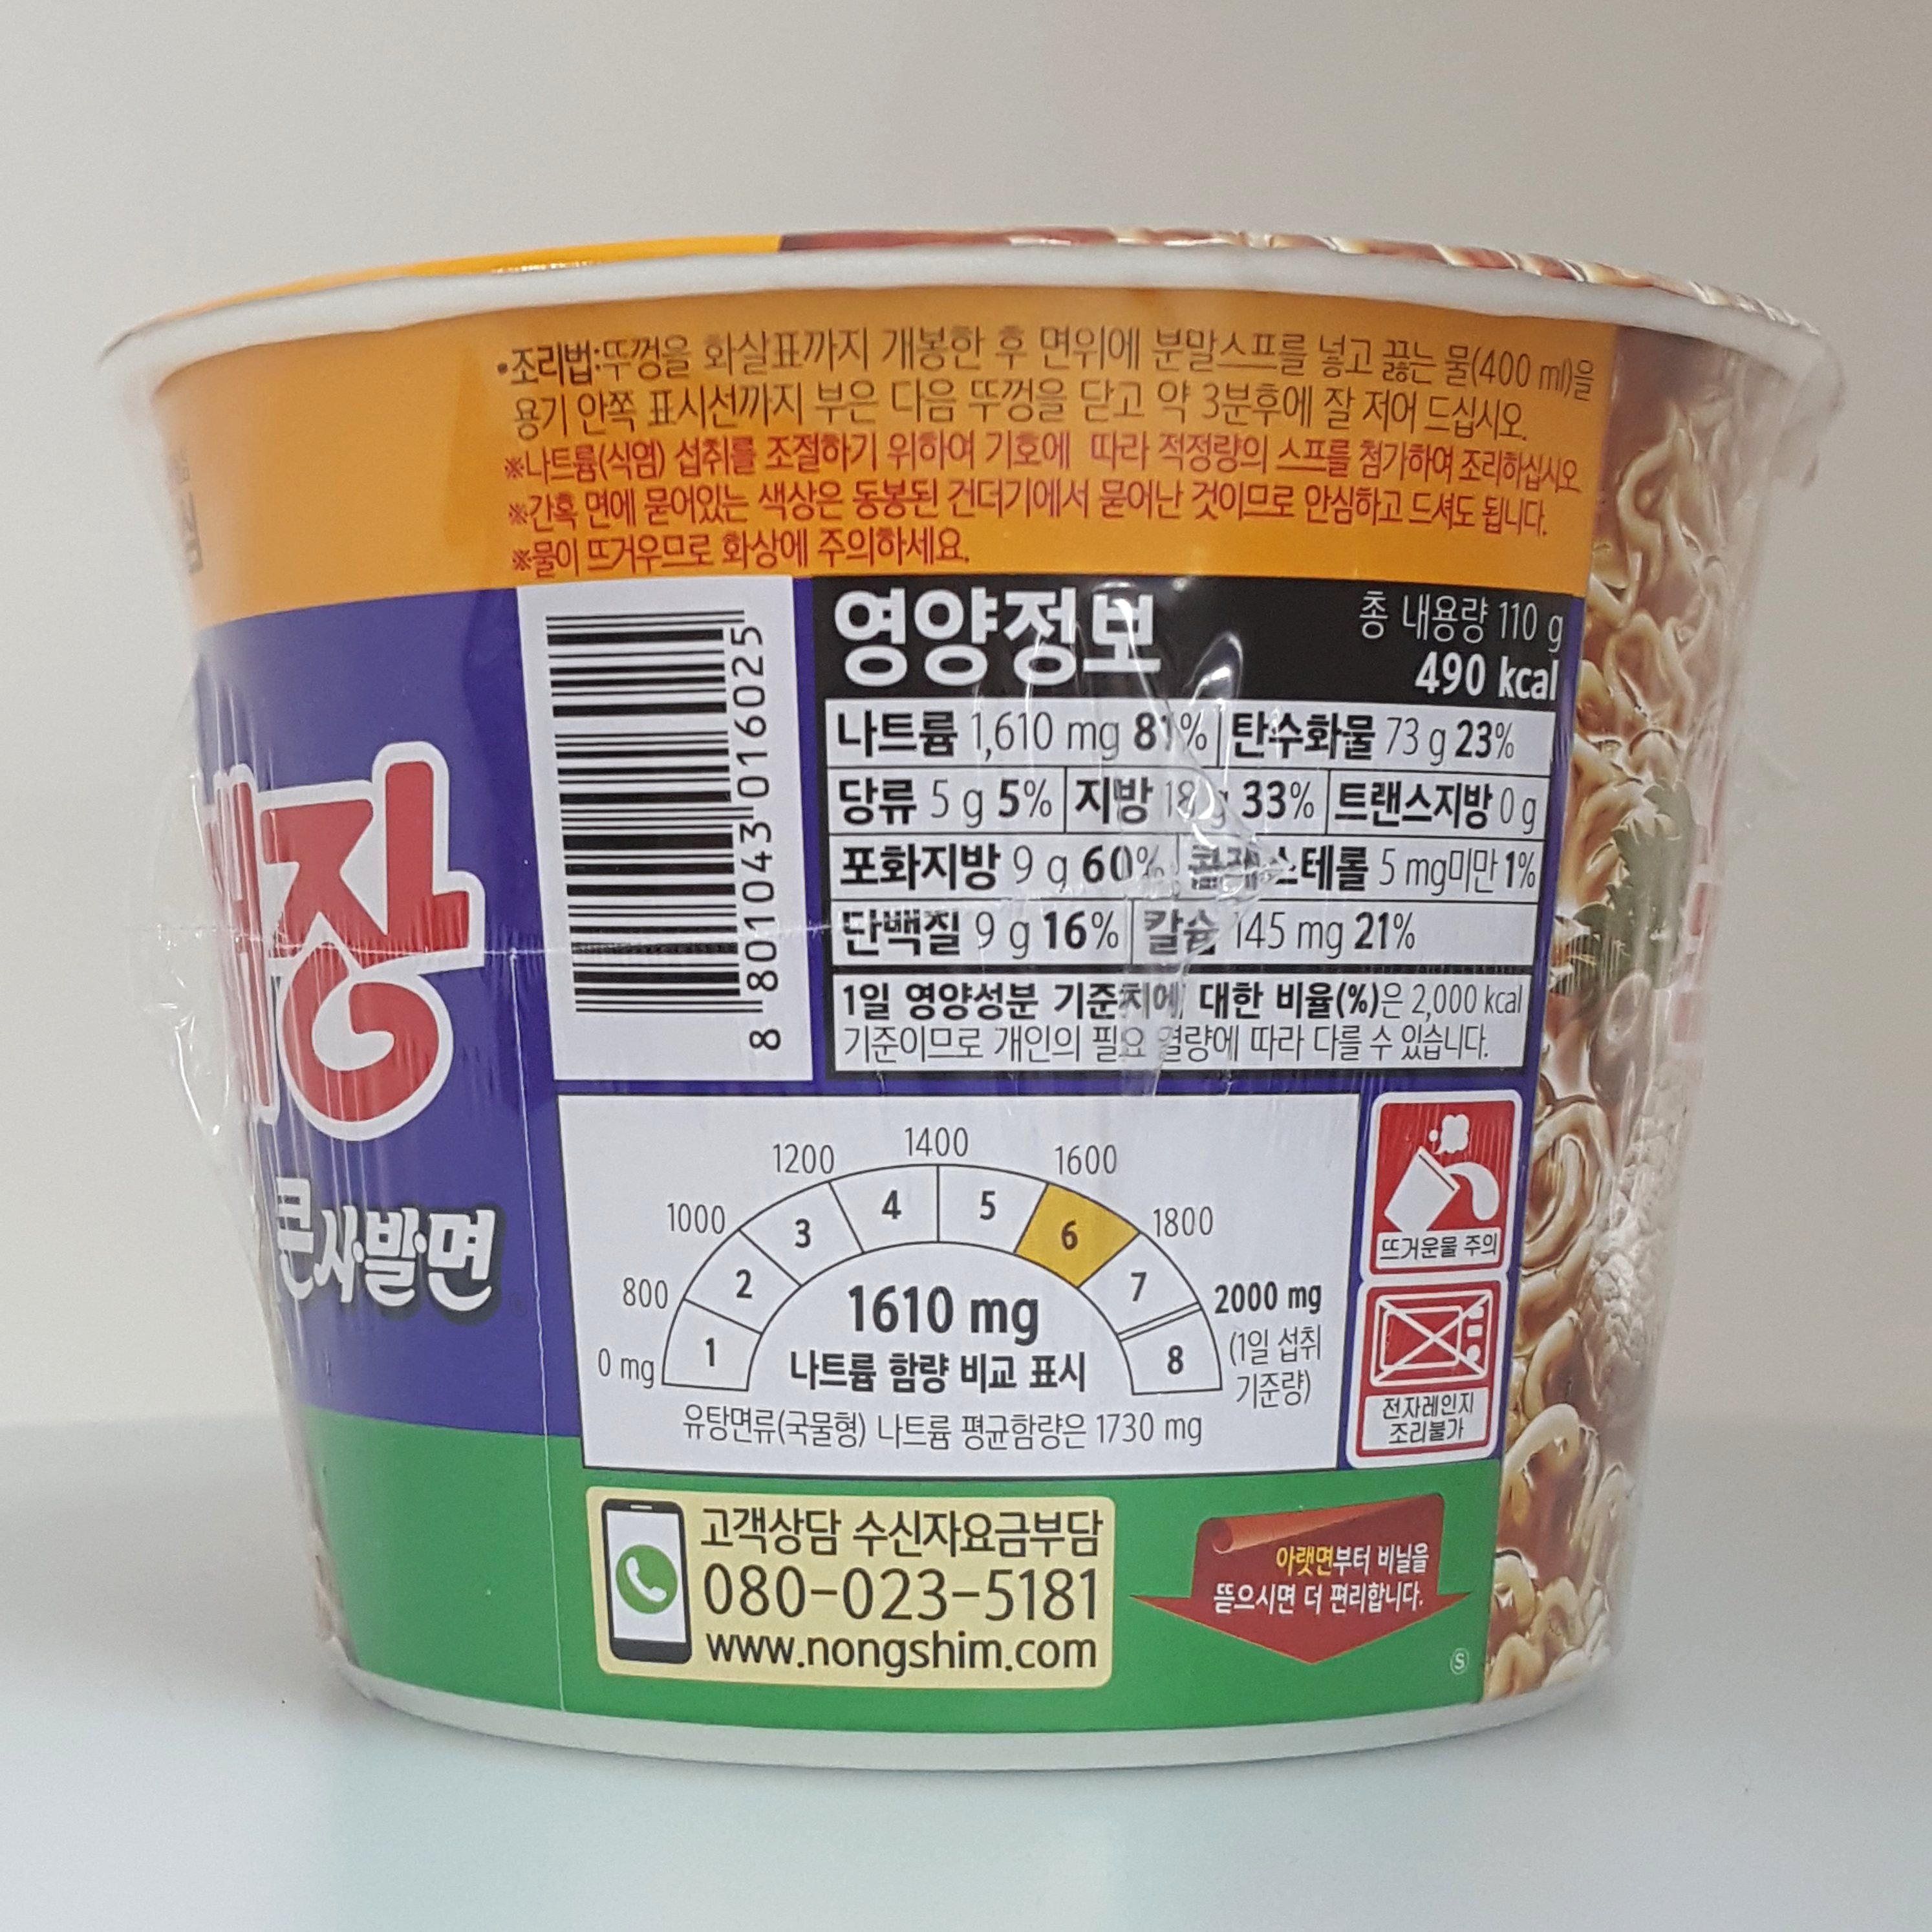 •조리법:뚜껑을 화살표까지 개봉한 후 면위에 분말스프를 넣고 끓는 물(400 ml)을
용기 안쪽 표시선까지 부은 다음 뚜껑을 닫고 약 3분후에 잘 저어 드십시오.
※나트륨(식염) 섭취를 조절하기 위하여 기호에 따라 적정량의 스프를 첨가하여 조리하십시오
※간혹 면에 묻어있는 색상은 동봉된 건더기에서 묻어난 것이므로 안심하고 드셔도 됩니다.
※물이 뜨거우므로 화상에 주의하세요.
장
큰사발면
8 801043 016025
영양정보
총 내용량 110 g
490 kcal
나트륨 1,610 mg 81% 탄수화물 73 g 23%
당류 5 g 5% 지방 18 g 33% 트랜스지방 0 g
포화지방 9 g 60% 콜레스테롤 5 mg미만 1%
단백질 9 g 16% 칼슘 145 mg 21%
1일 영양성분 기준치에 대한 비율(%)은 2,000 kcal
기준이므로 개인의 필요 열량에 따라 다를 수 있습니다.
0 mg 800 1000 1200 1400 1600 1800 2000 mg
(1일 섭취
기준량)
1 2 3 4 5 6 7 8
1610 mg
나트륨 함량 비교 표시
유탕면류(국물형) 나트륨 평균함량은 1730 mg
뜨거운물 주의
전자레인지
조리불가
고객상담 수신자요금부담
080-023-5181
www.nongshim.com
아랫면부터 비닐을
뜯으시면 더 편리합니다.
Ⓢ